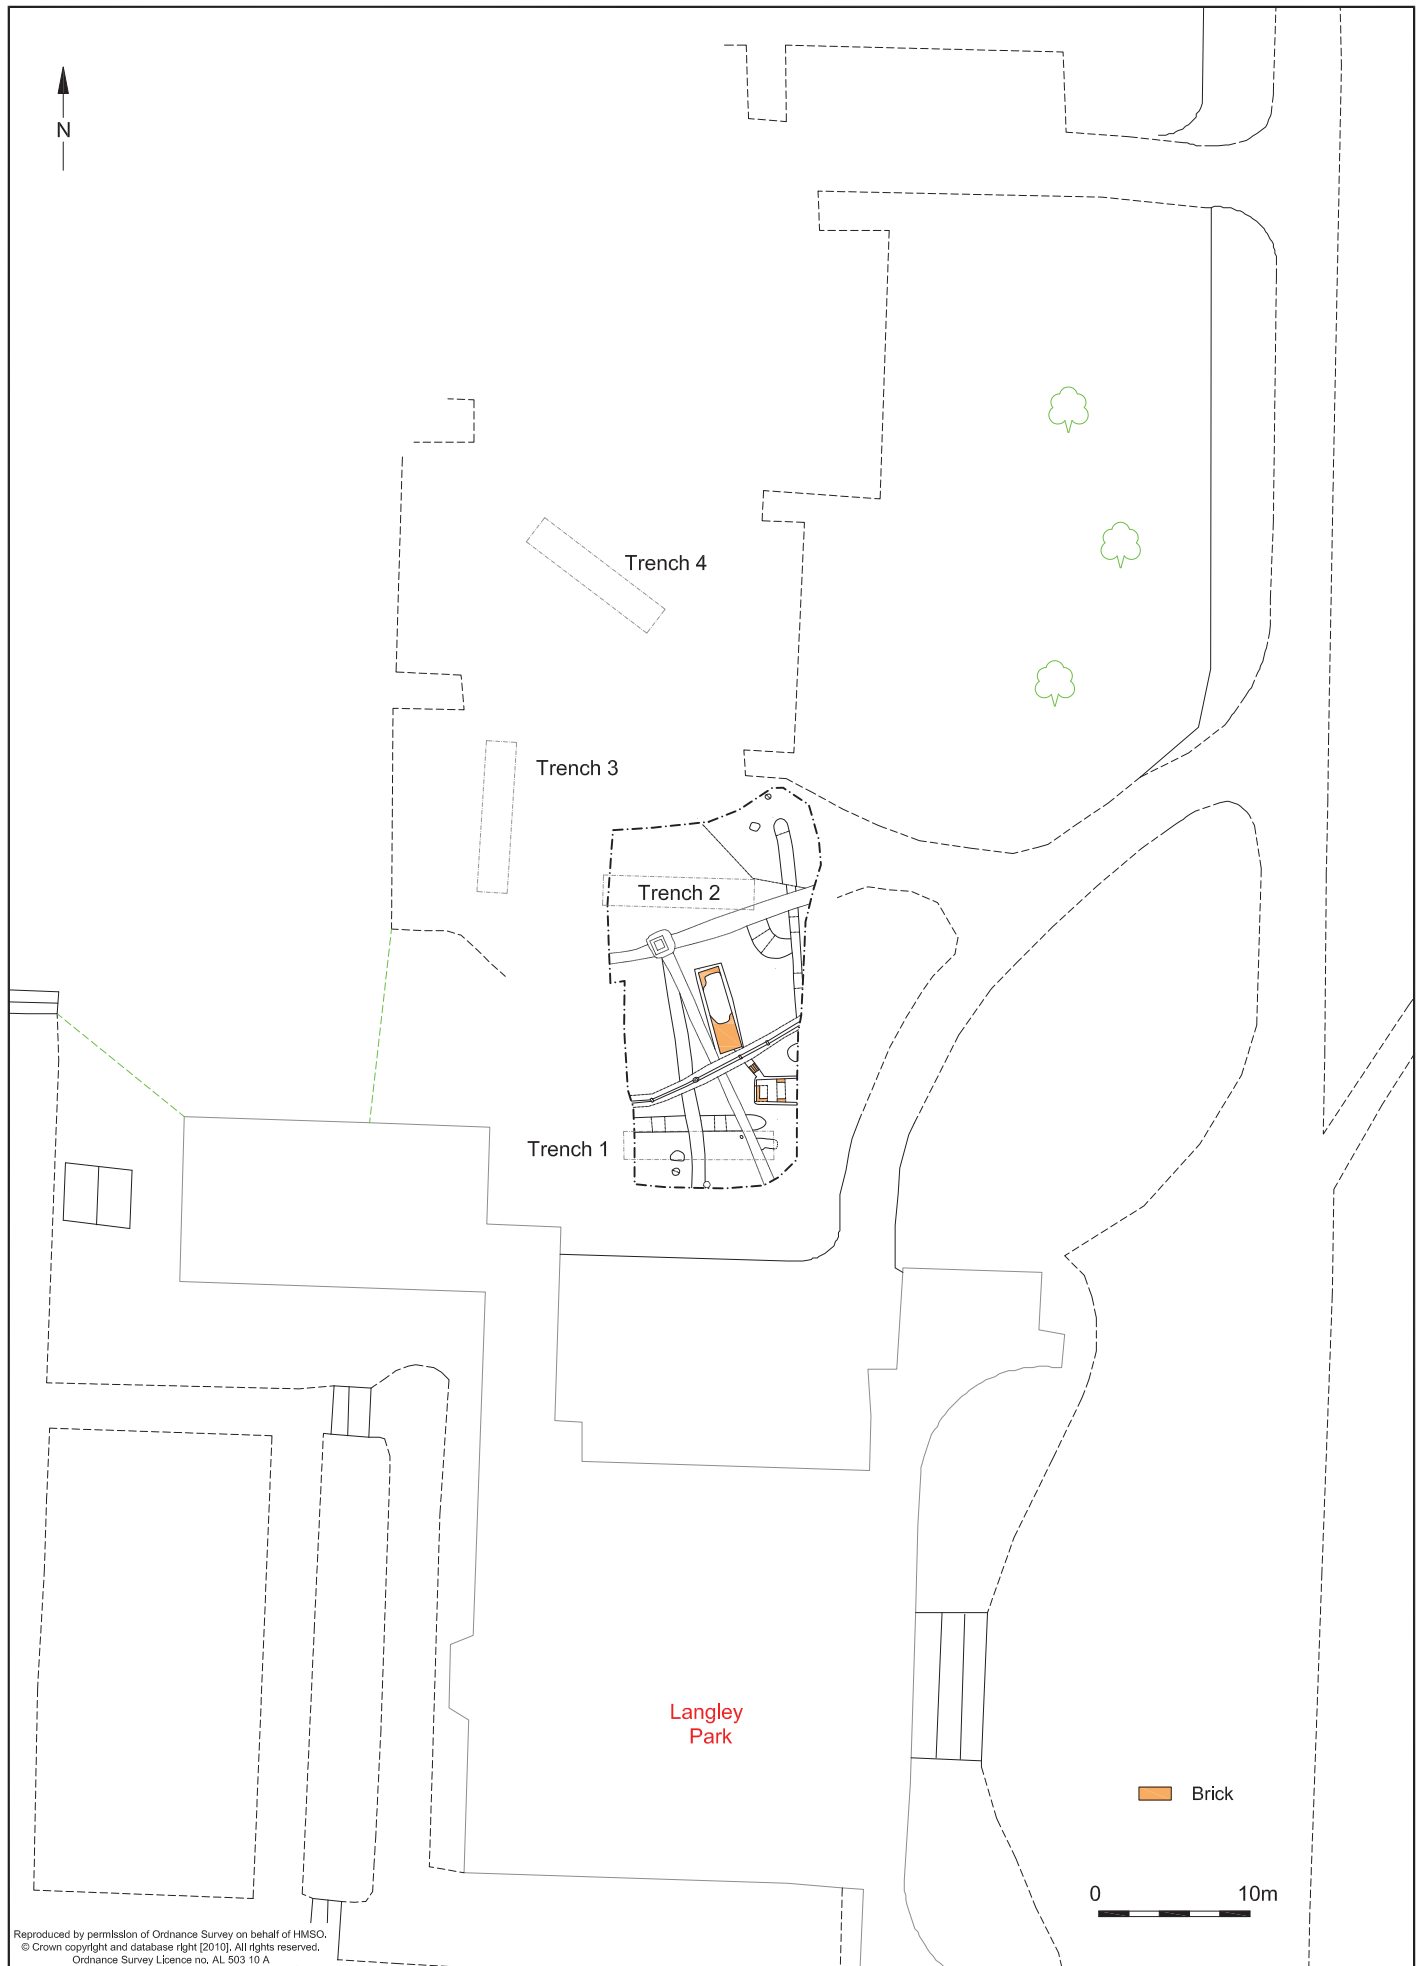 N
Trench 4
Trench 3
Trench 2
Trench 1
Langley
Park
Brick
0 10m
Reproduced by permission of Ordnance Survey on behalf of HMSO.
© Crown copyright and database right [2010]. All rights reserved.
Ordnance Survey Licence no. AL 503 10 A